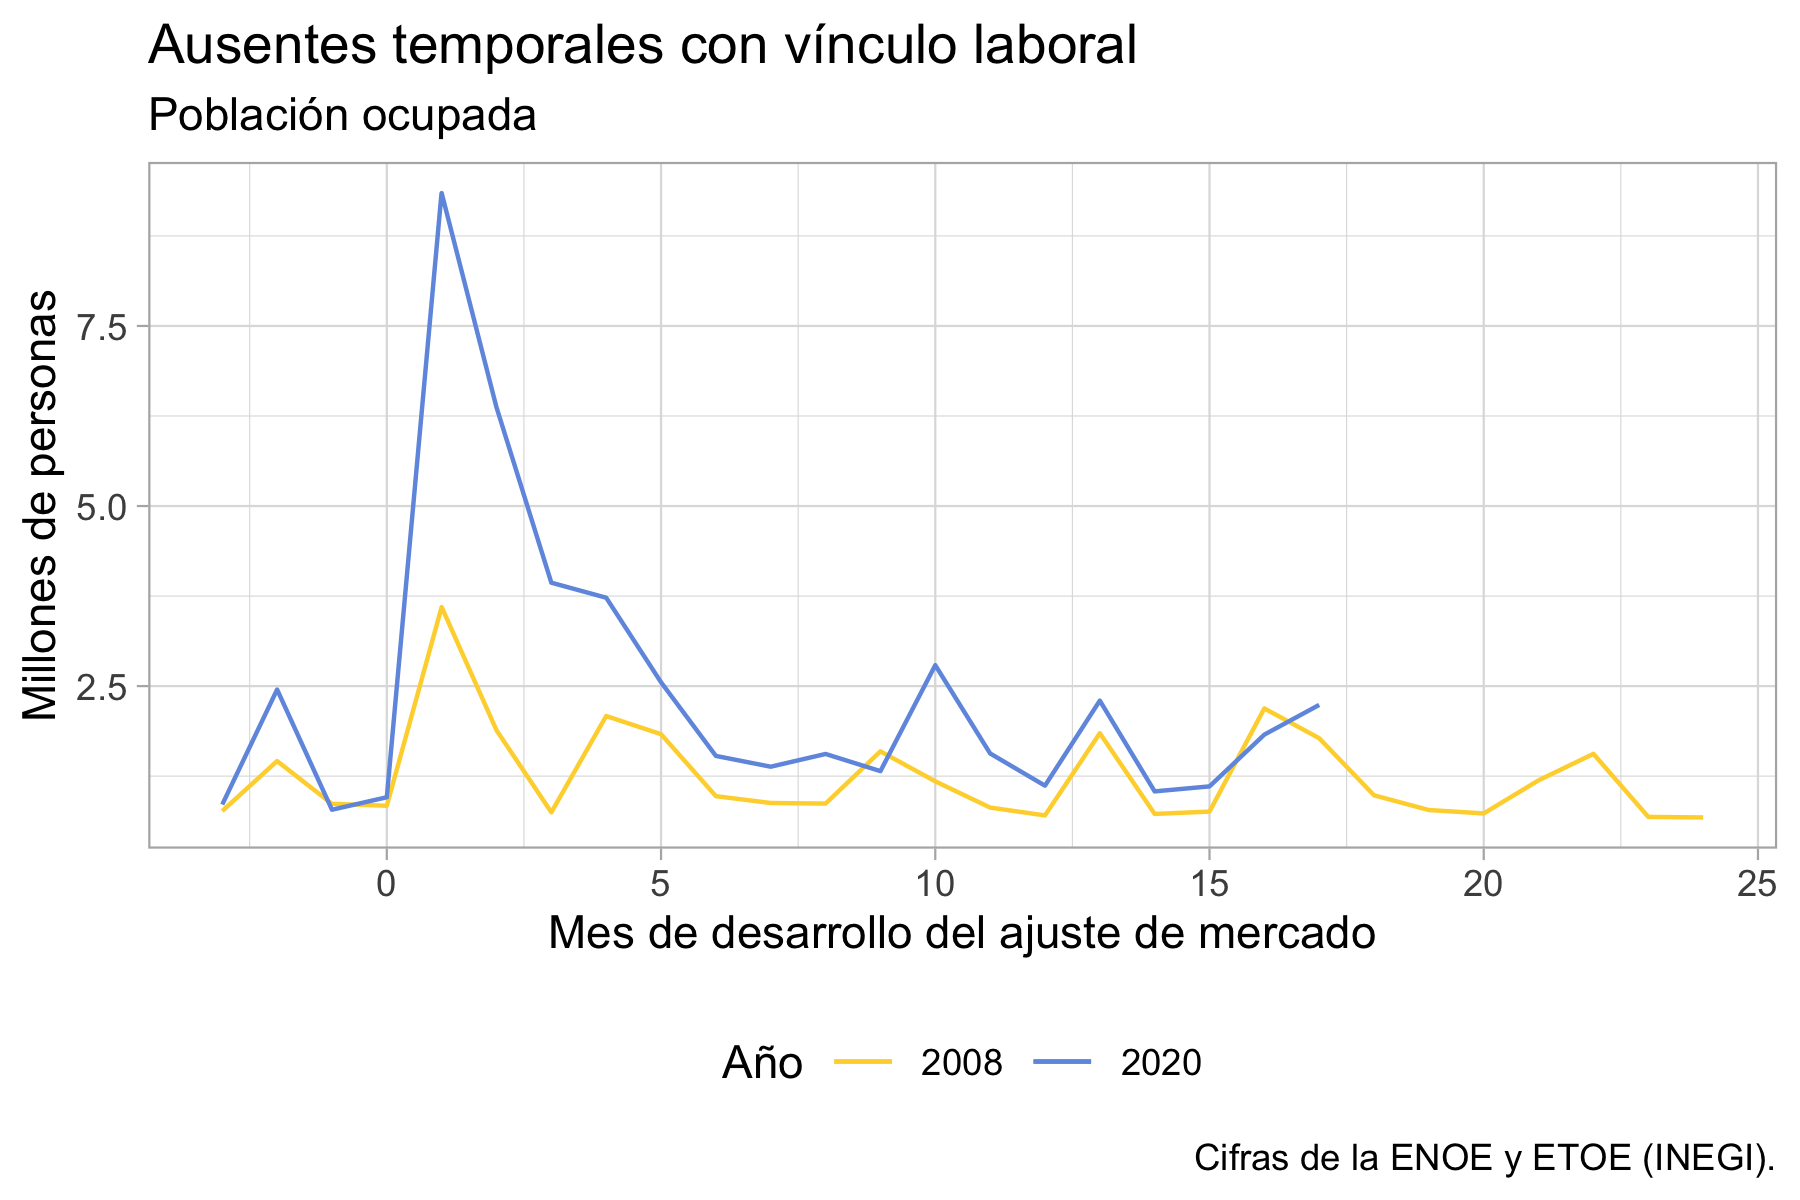 Ausentes temporales con vínculo laboral
Población ocupada
Millones de personas
7.5
5.0
2.5
0 5 10 15 20 25
Mes de desarrollo del ajuste de mercado
Año 2008 2020
Cifras de la ENOE y ETOE (INEGI).